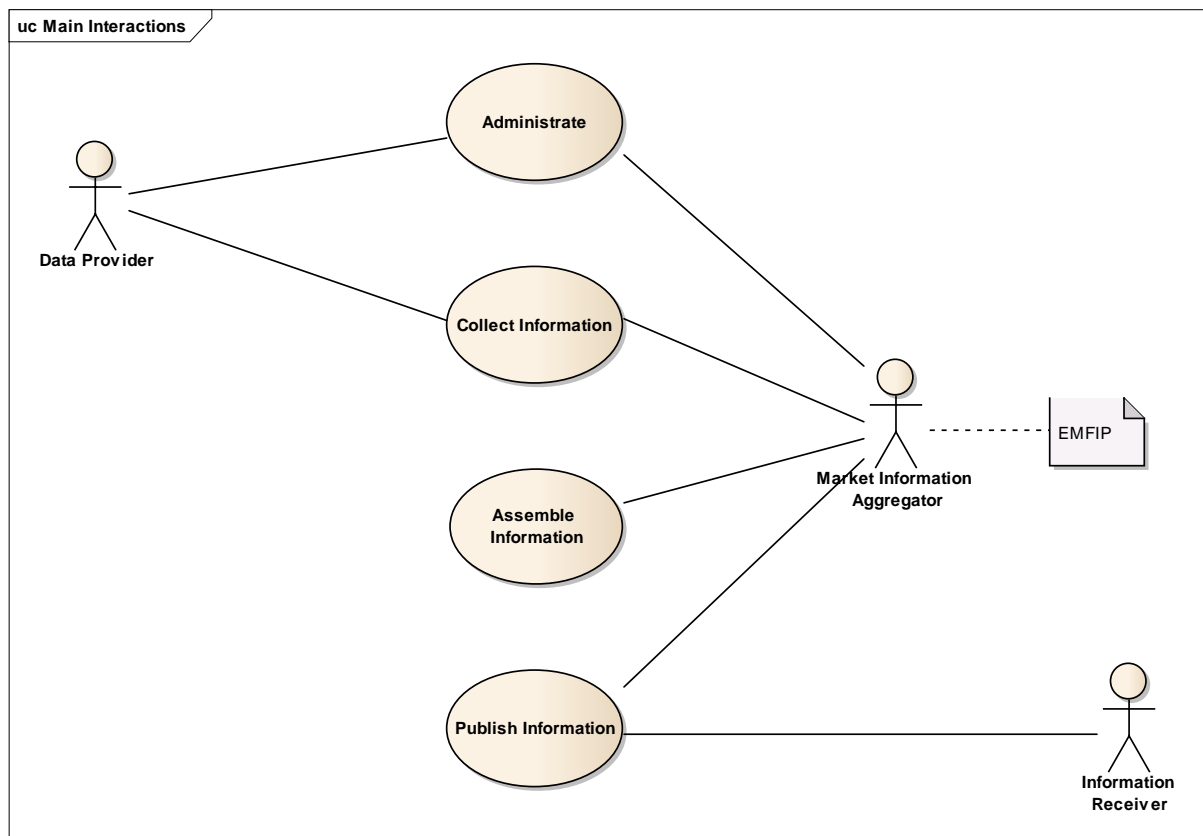 uc Main Interactions
Administrate
Data Provider
Collect Information
EMFIP
Market Information
Aggregator
Assemble
Information
Publish Information
Information
Receiver